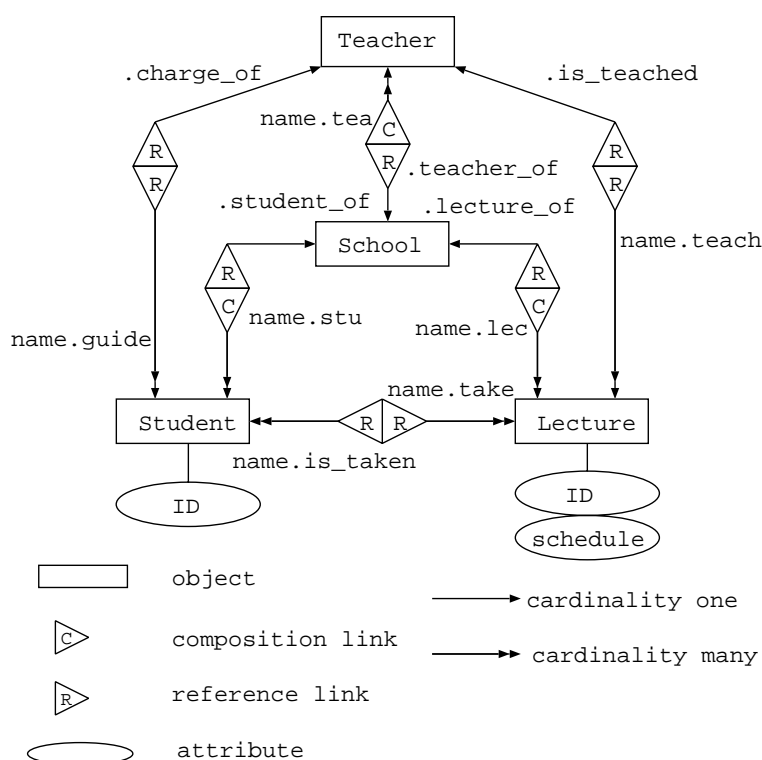 Teacher
.charge_of
.is_teached
name.tea
C
R
R
R
R
R
.teacher_of
.student_of
.lecture_of
School
name.teach
R
R
C
C
name.stu
name.lec
name.guide
name.take
Student
R
R
Lecture
name.is_taken
ID
ID
schedule
object
cardinality one
C
composition link
cardinality many
R
reference link
attribute